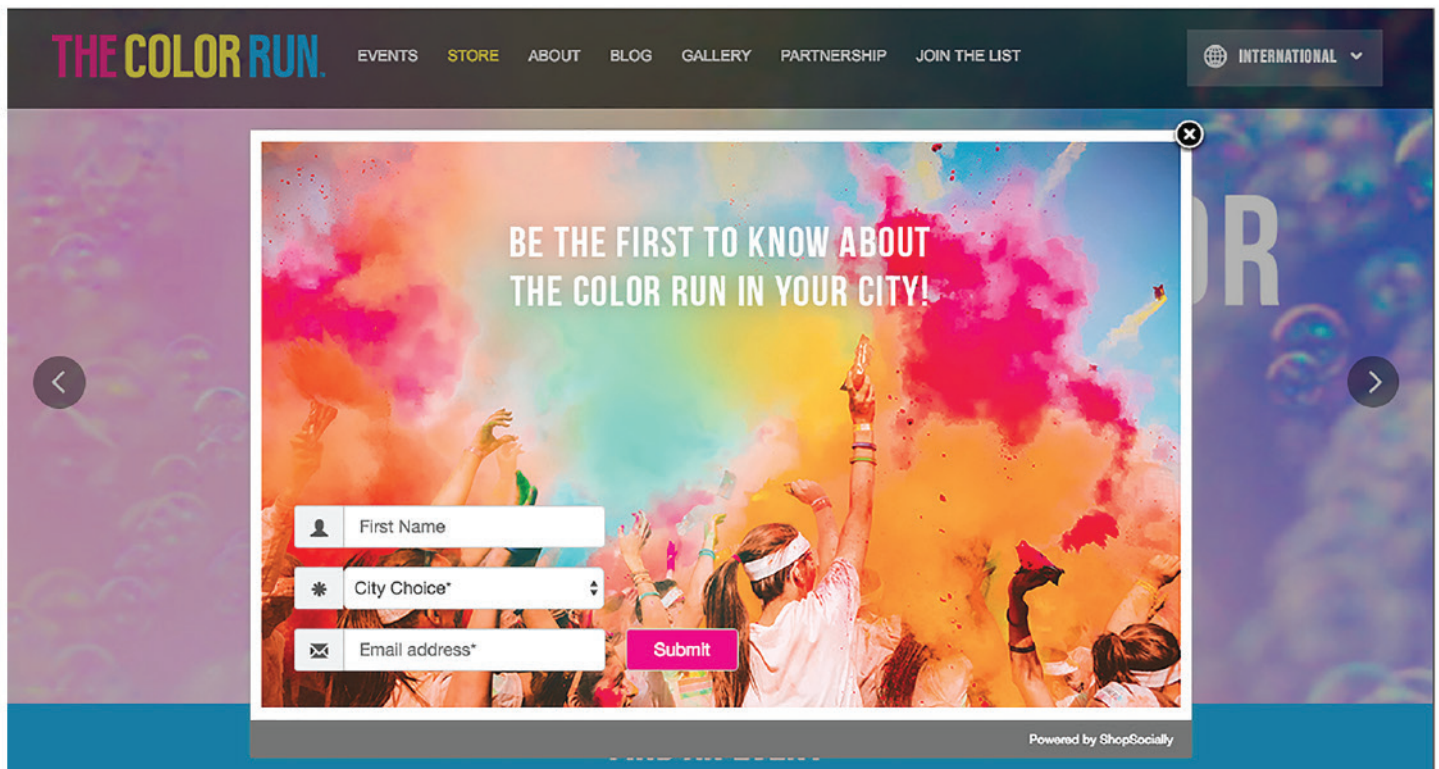 THE COLOR RUN.
EVENTS STORE ABOUT BLOG GALLERY PARTNERSHIP JOIN THE LIST
INTERNATIONAL
BE THE FIRST TO KNOW ABOUT
THE COLOR RUN IN YOUR CITY!
First Name
City Choice*
Email address*
Submit
Powered by ShopSocially